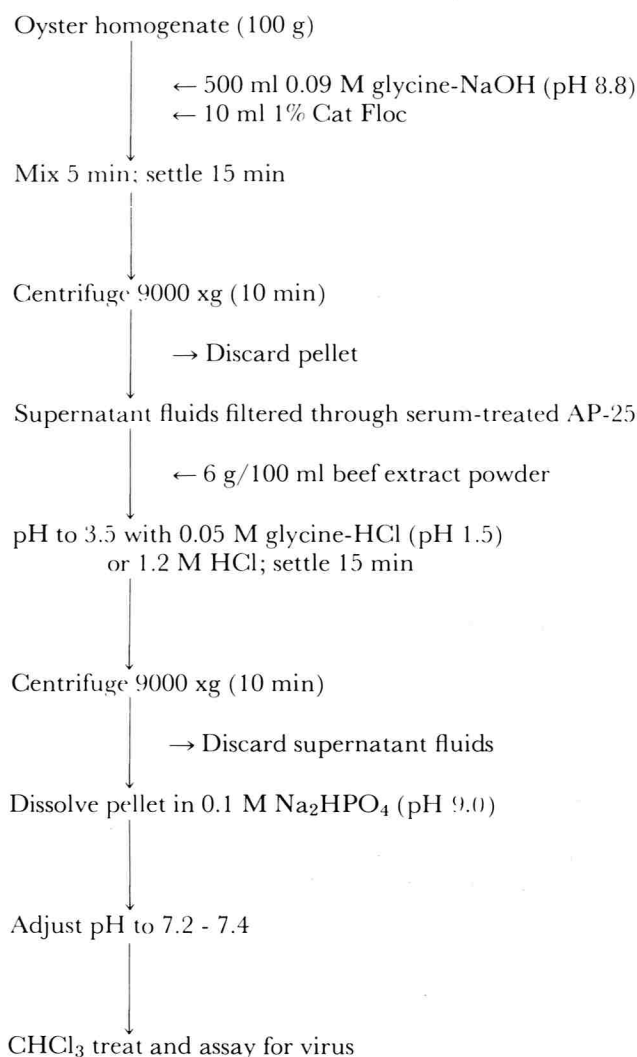 Oyster homogenate (100 g)
← 500 ml 0.09 M glycine-NaOH (pH 8.8)
← 10 ml 1% Cat Floc
Mix 5 min; settle 15 min
Centrifuge 9000 xg (10 min)
→ Discard pellet
Supernatant fluids filtered through serum-treated AP-25
← 6 g/100 ml beef extract powder
pH to 3.5 with 0.05 M glycine-HCl (pH 1.5)
or 1.2 M HCl; settle 15 min
Centrifuge 9000 xg (10 min)
→ Discard supernatant fluids
Dissolve pellet in 0.1 M Na₂HPO₄ (pH 9.0)
Adjust pH to 7.2 - 7.4
CHCl₃ treat and assay for virus